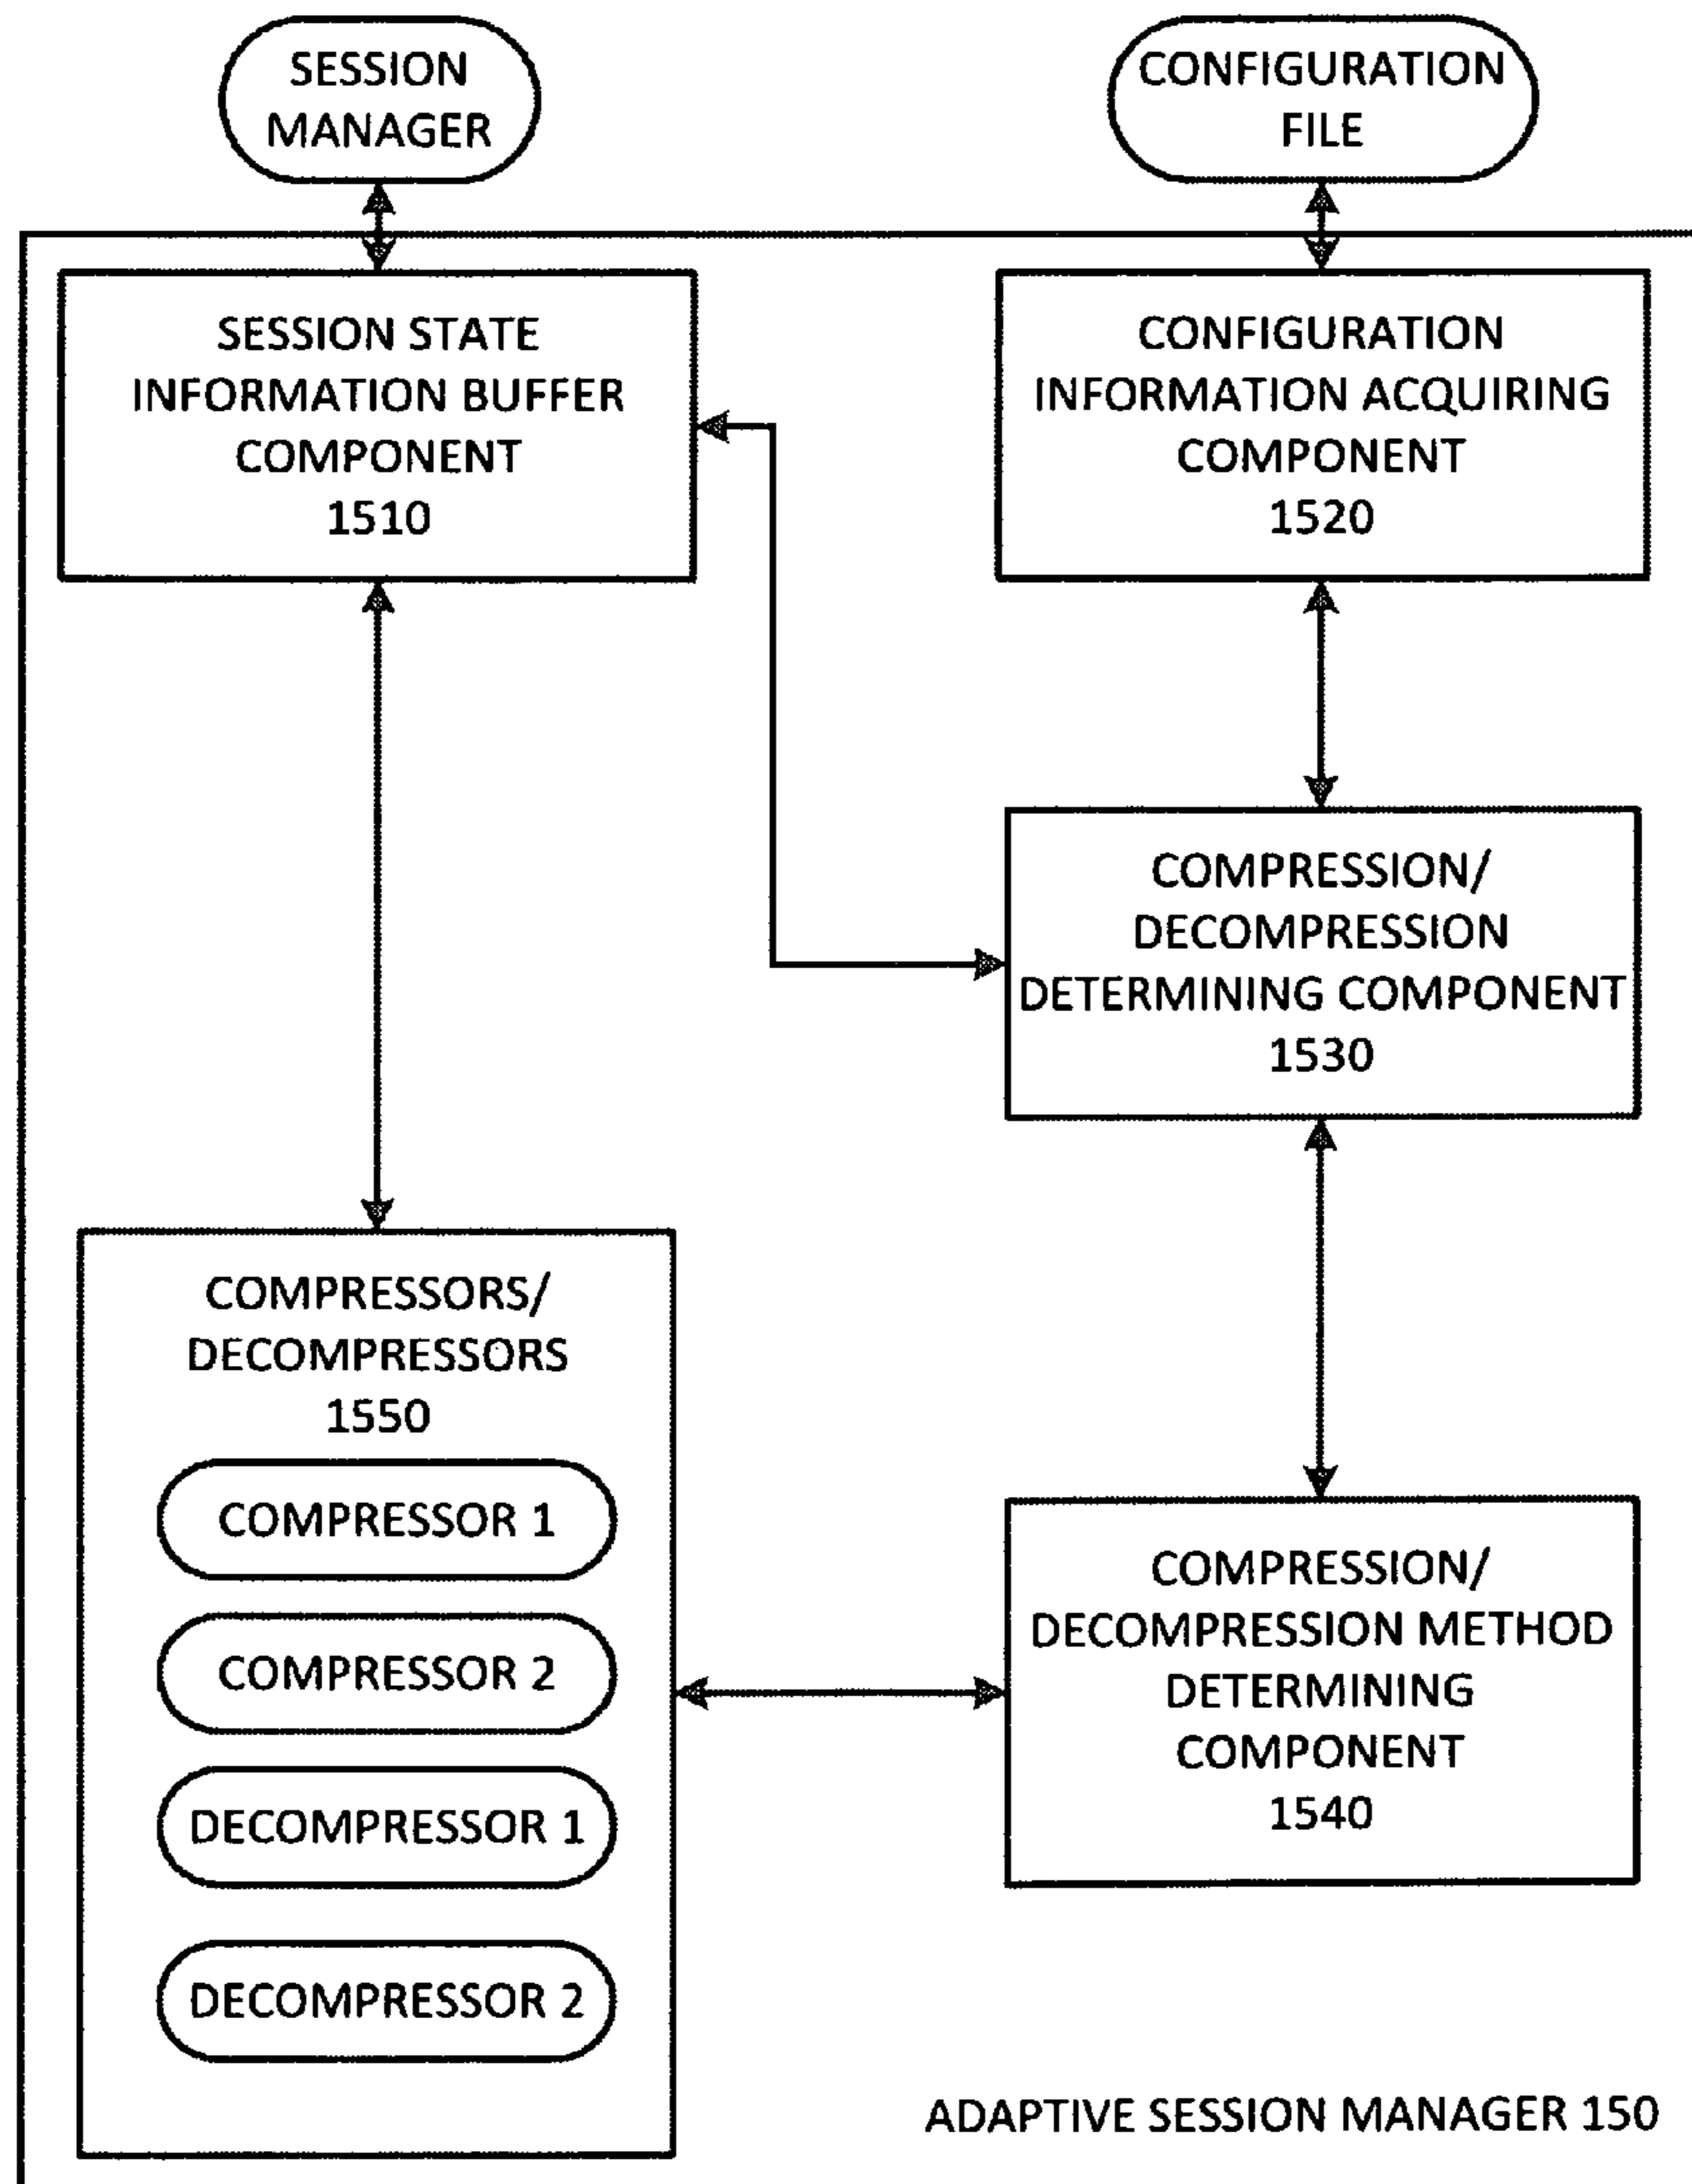 SESSION
MANAGER
CONFIGURATION
FILE
SESSION STATE
INFORMATION BUFFER
COMPONENT
1510
CONFIGURATION
INFORMATION ACQUIRING
COMPONENT
1520
COMPRESSION/
DECOMPRESSION
DETERMINING COMPONENT
1530
COMPRESSORS/
DECOMPRESSORS
1550
COMPRESSOR 1
COMPRESSOR 2
DECOMPRESSOR 1
DECOMPRESSOR 2
COMPRESSION/
DECOMPRESSION METHOD
DETERMINING
COMPONENT
1540
ADAPTIVE SESSION MANAGER 150